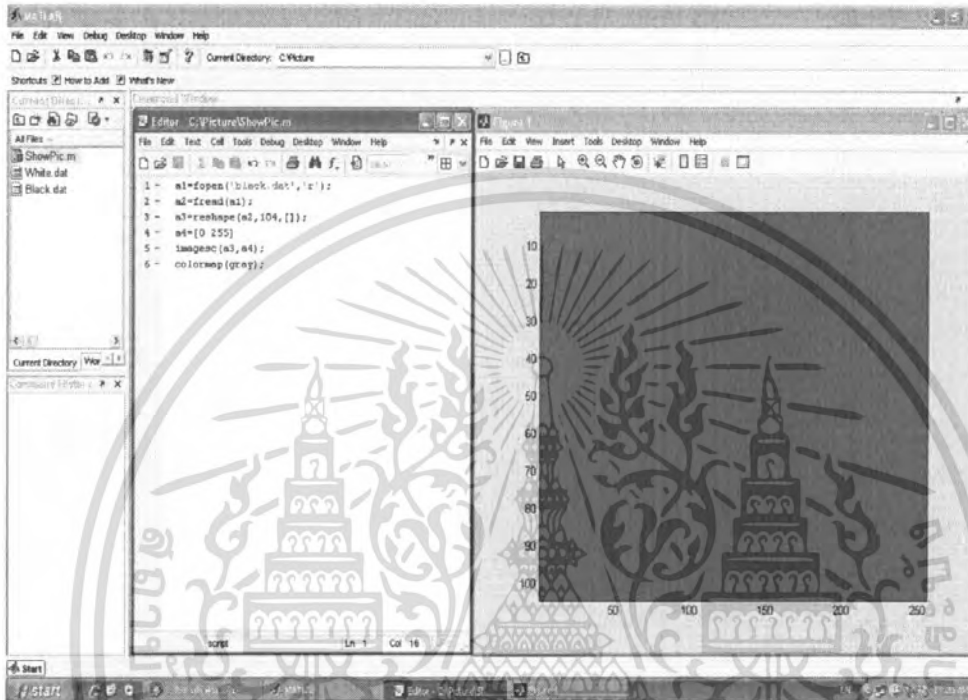 MATLAB
File Edit View Debug Desktop Window Help
Current Directory: C:\Picture
Shortcuts How to Add What's New
All Files
ShowPic.m
White.dat
Black.dat
Current Directory
Editor - C:\Picture\ShowPic.m
File Edit Text Cell Tools Debug Desktop Window Help
1 - a1=fopen('black.dat','r');
2 - a2=fread(a1);
3 - a3=reshape(a2,104,[]);
4 - a4=[0 255]
5 - imagesc(a3,a4);
6 - colormap(gray);
script Ln 1 Col 16
Figure 1
File Edit View Insert Tools Desktop Window Help
10
20
30
40
50
60
70
80
90
100
50 100 150 200 250
Start
start